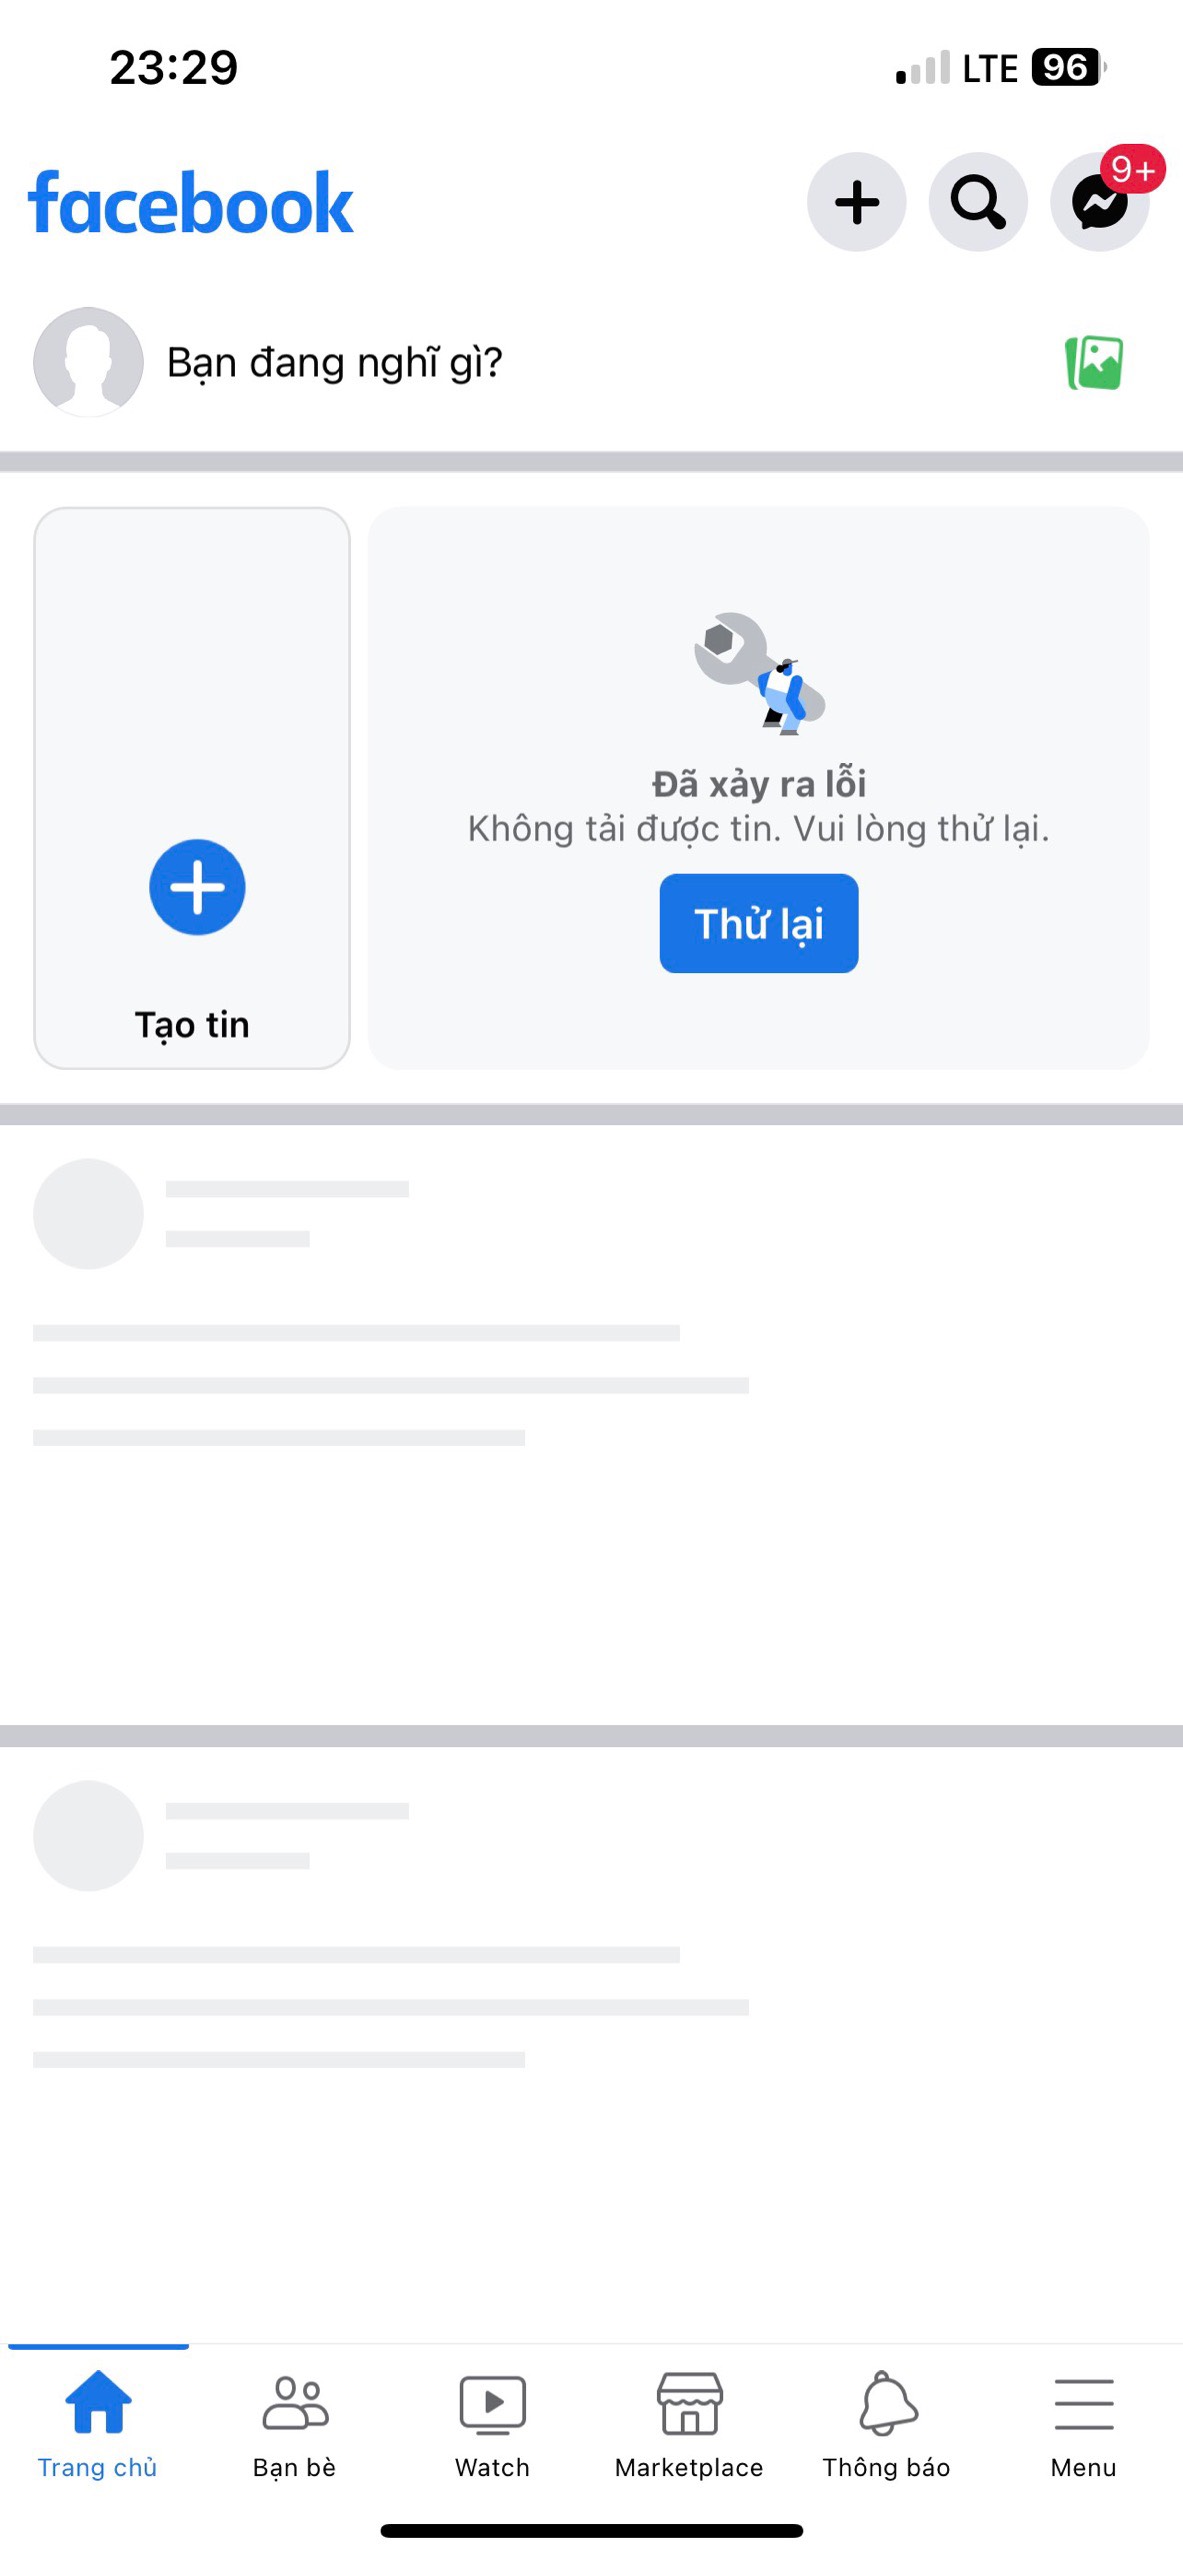 23:29
LTE 96
facebook
9+
Bạn đang nghĩ gì?
Đã xảy ra lỗi
Không tải được tin. Vui lòng thử lại.
Thử lại
Tạo tin
Trang chủ
Bạn bè
Watch
Marketplace
Thông báo
Menu